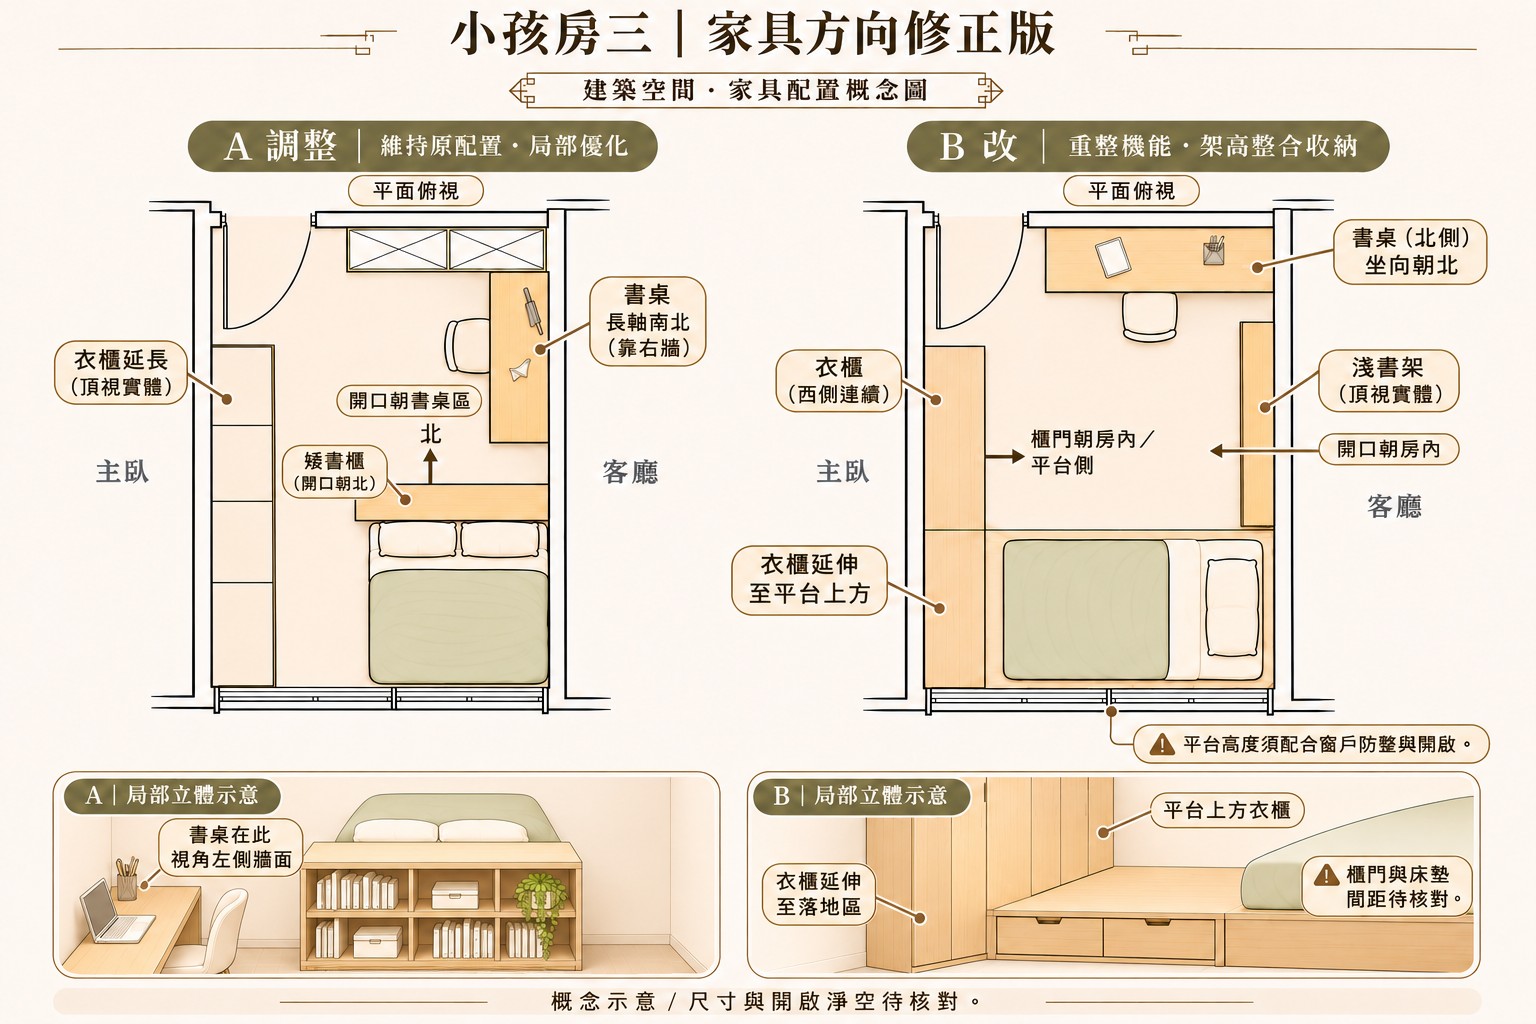 小孩房三｜家具方向修正版
建築空間・家具配置概念圖
A 調整｜維持原配置・局部優化
平面俯視
衣櫃延長
（頂視實體）
書桌
長軸南北
（靠右牆）
開口朝書桌區
北
矮書櫃
（開口朝北）
主臥
客廳
B 改｜重整機能・架高整合收納
平面俯視
書桌（北側）
坐向朝北
衣櫃
（西側連續）
淺書架
（頂視實體）
櫃門朝房內／
平台側
開口朝房內
主臥
客廳
衣櫃延伸
至平台上方
平台高度須配合窗戶防墜與開啟。
A｜局部立體示意
書桌在此
視角左側牆面
B｜局部立體示意
平台上方衣櫃
衣櫃延伸
至落地區
櫃門與床墊
間距待核對。
概念示意 / 尺寸與開啟淨空待核對。